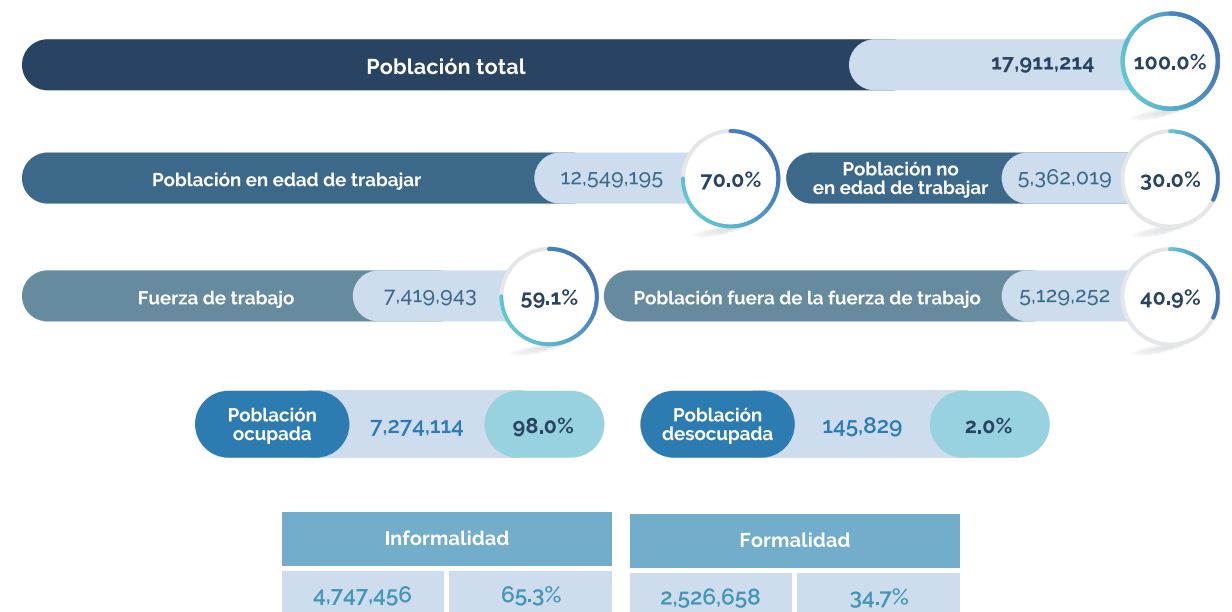 Población total 17,911,214 100.0%
Población en edad de trabajar 12,549,195 70.0%
Población no
en edad de trabajar 5,362,019 30.0%
Fuerza de trabajo 7,419,943 59.1%
Población fuera de la fuerza de trabajo 5,129,252 40.9%
Población
ocupada 7,274,114 98.0%
Población
desocupada 145,829 2.0%
Informalidad
4,747,456 65.3%
Formalidad
2,526,658 34.7%